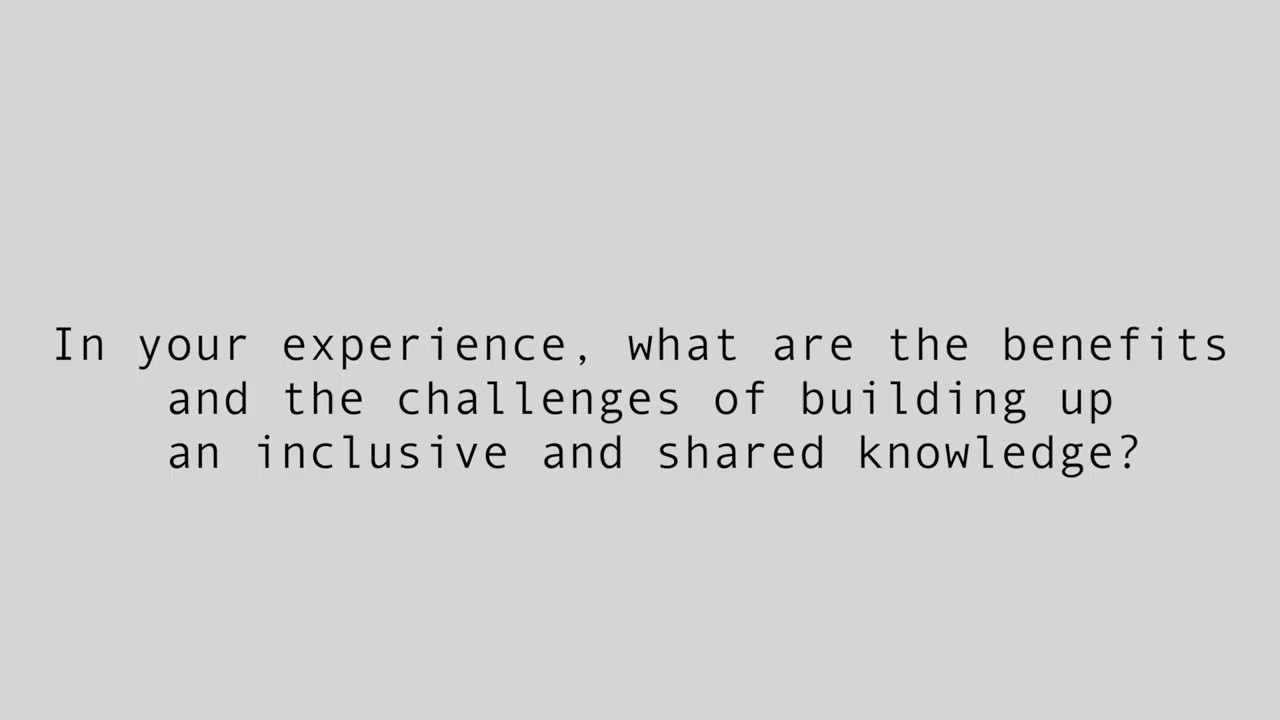 In your experience, what are the benefits
and the challenges of building up
an inclusive and shared knowledge?